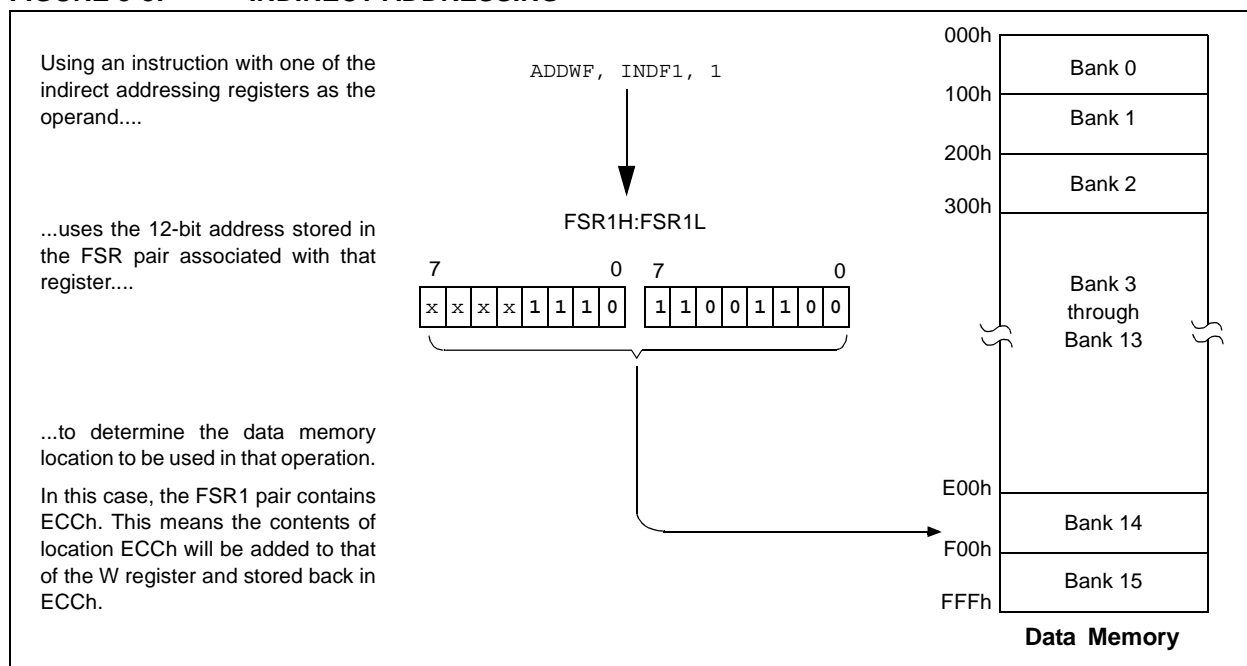 Using an instruction with one of the
indirect addressing registers as the
operand....
ADDWF, INDF1, 1
...uses the 12-bit address stored in
the FSR pair associated with that
register....
FSR1H:FSR1L
7 0 7 0
x x x x 1 1 1 0 1 1 0 0 1 1 0 0
...to determine the data memory
location to be used in that operation.
In this case, the FSR1 pair contains
ECCh. This means the contents of
location ECCh will be added to that
of the W register and stored back in
ECCh.
000h
Bank 0
100h
Bank 1
200h
Bank 2
300h
Bank 3
through
Bank 13
E00h
Bank 14
F00h
Bank 15
FFFh
Data Memory